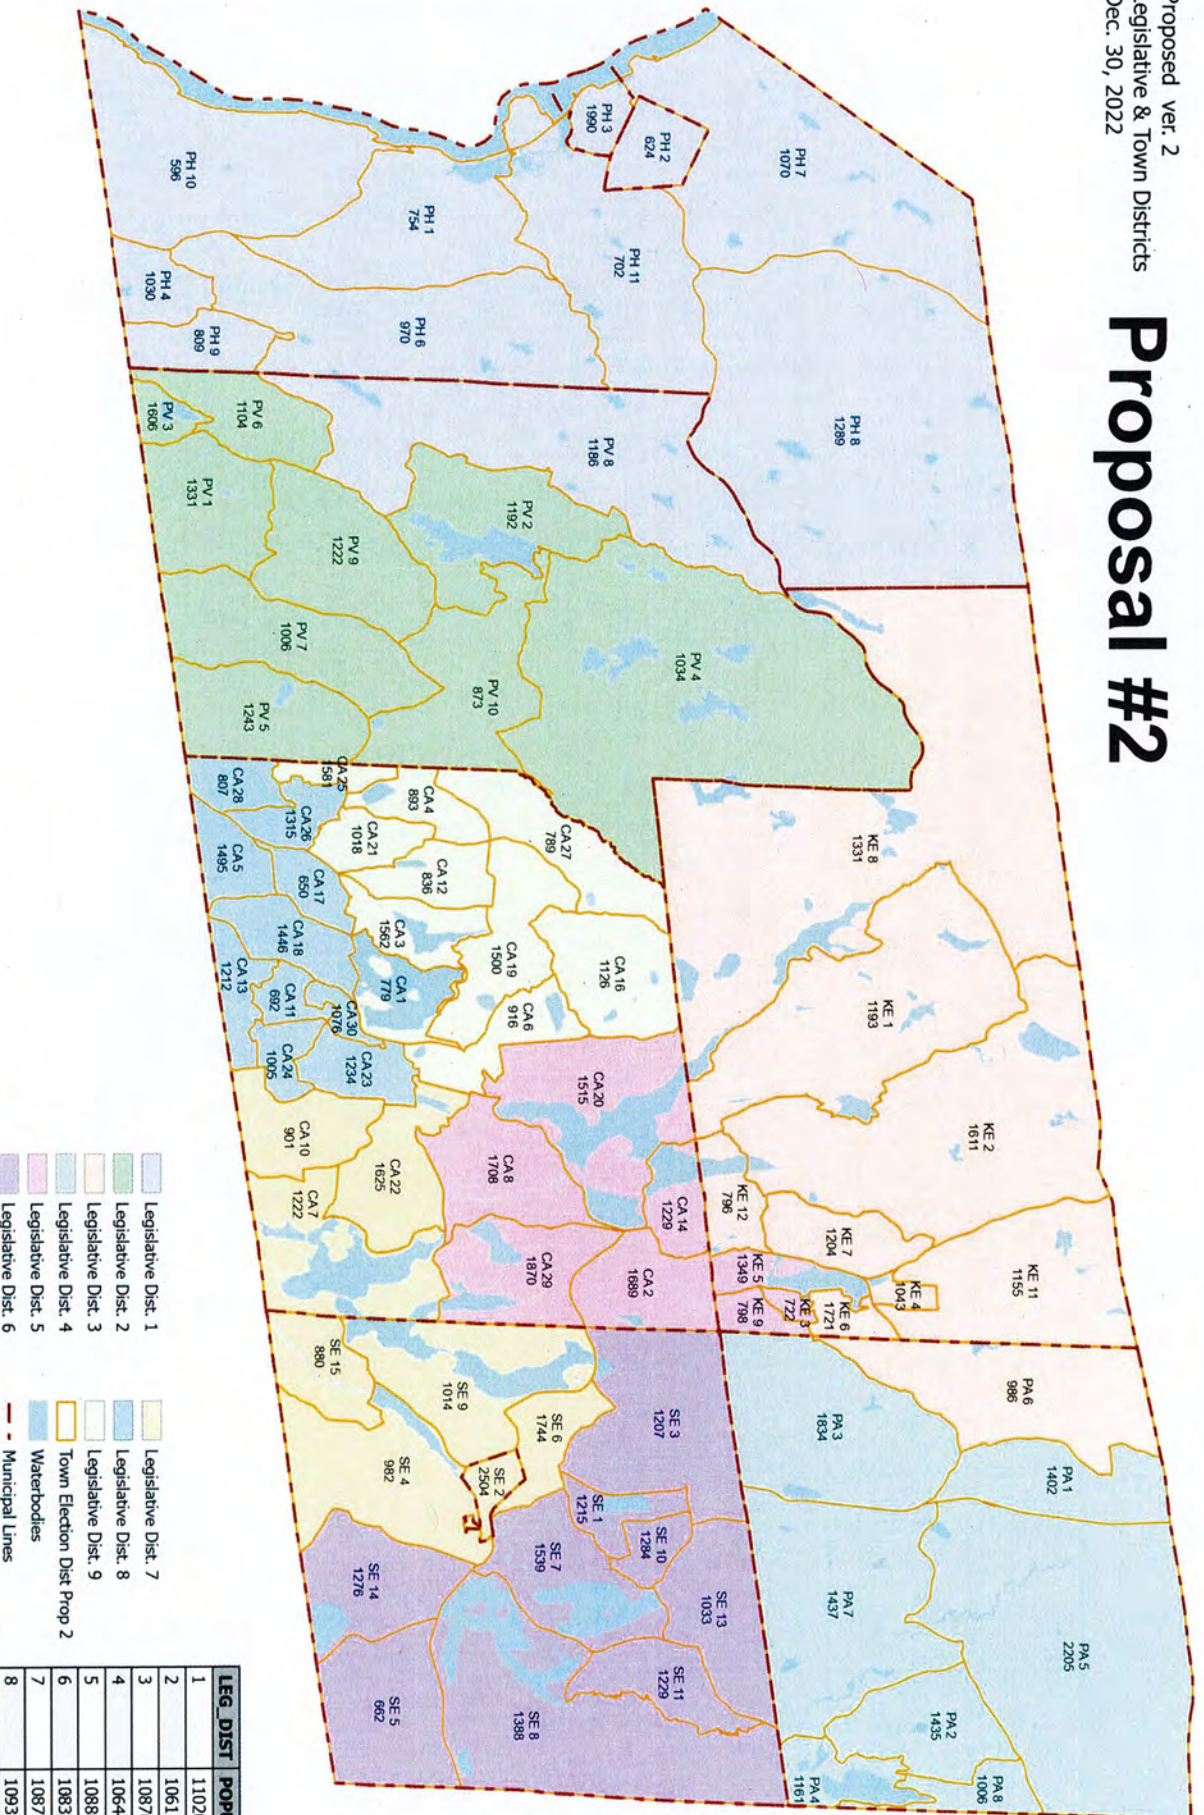 Proposed ver. 2
Legislative & Town Districts
Dec. 30, 2022
Proposal #2
PH 7
1070
PH 2
624
PH 3
1990
PH 8
1289
PH 11
702
PH 1
754
PH 10
596
PH 6
970
PH 4
1030
PH 9
809
PV 8
1186
PV 6
1104
PV 3
1606
PV 2
1192
PV 1
1331
PV 9
1222
PV 4
1034
PV 7
1006
PV 10
873
PV 5
1243
KE 8
1331
KE 1
1193
KE 2
1611
KE 11
1155
KE 12
796
KE 7
1204
KE 4
1043
KE 5
1349
KE 6
1721
KE 3
722
KE 9
798
CA 27
789
CA 4
893
CA 25
1581
CA 28
807
CA 26
1315
CA 21
1018
CA 12
836
CA 5
1495
CA 17
650
CA 3
1562
CA 19
1500
CA 16
1126
CA 18
1446
CA 1
779
CA 6
916
CA 13
1212
CA 11
692
CA 30
1076
CA 23
1234
CA 24
1005
CA 20
1515
CA 8
1708
CA 14
1229
CA 10
901
CA 22
1625
CA 7
1222
CA 29
1870
CA 2
1689
PA 6
986
PA 1
1402
PA 3
1834
PA 7
1437
PA 5
2205
PA 2
1435
PA 8
1006
PA 4
1161
SE 3
1207
SE 15
880
SE 9
1014
SE 6
1744
SE 4
982
SE 2
2504
SE 1
1215
SE 10
1284
SE 7
1539
SE 13
1033
SE 14
1276
SE 11
1229
SE 5
662
SE 8
1388
Legislative Dist. 1
Legislative Dist. 2
Legislative Dist. 3
Legislative Dist. 4
Legislative Dist. 5
Legislative Dist. 6
Legislative Dist. 7
Legislative Dist. 8
Legislative Dist. 9
Town Election Dist Prop 2
Waterbodies
Municipal Lines
LEG_DIST POP
1 1102
2 1061
3 1087
4 1064
5 1088
6 1083
7 1087
8 1093